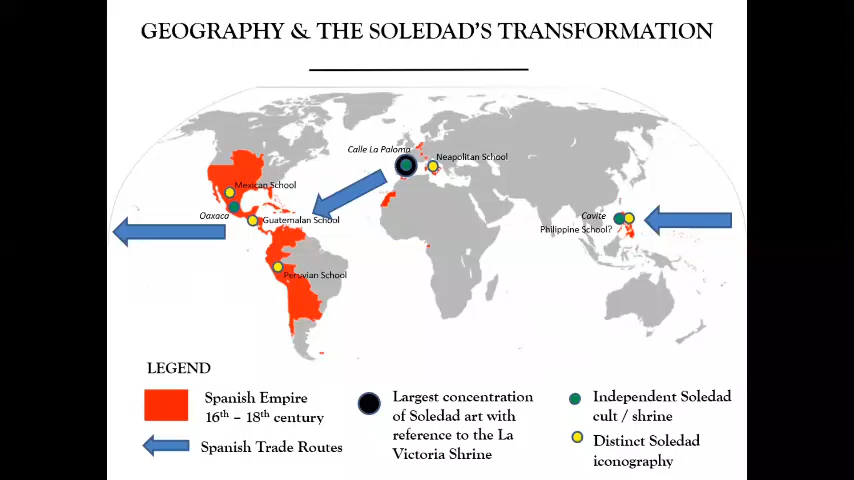 GEOGRAPHY & THE SOLEDAD'S TRANSFORMATION
Calle La Paloma
Neapolitan School
Mexican School
Oaxaca
Guatemalan School
Cavite
Philippine School?
Peruvian School
LEGEND
Spanish Empire
16th – 18th century
Spanish Trade Routes
Largest concentration
of Soledad art with
reference to the La
Victoria Shrine
Independent Soledad
cult / shrine
Distinct Soledad
iconography